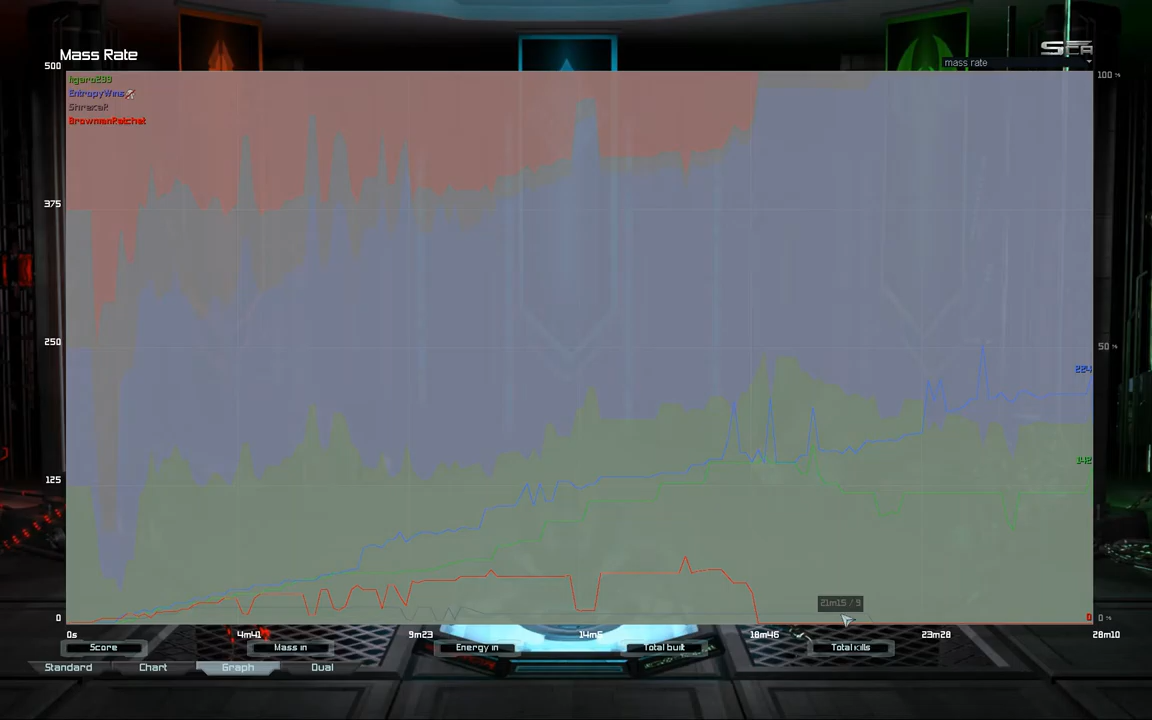 Mass Rate
500
mass rate
100 %
figaro299
EntropyWins
BrowmanRatchet
375
250
50 %
224
125
142
21m15 / 9
0
0
0 %
0s
4m41
9m23
14m5
18m46
23m28
28m10
Score
Mass in
Energy in
Total built
Total kills
Standard
Chart
Graph
Dual